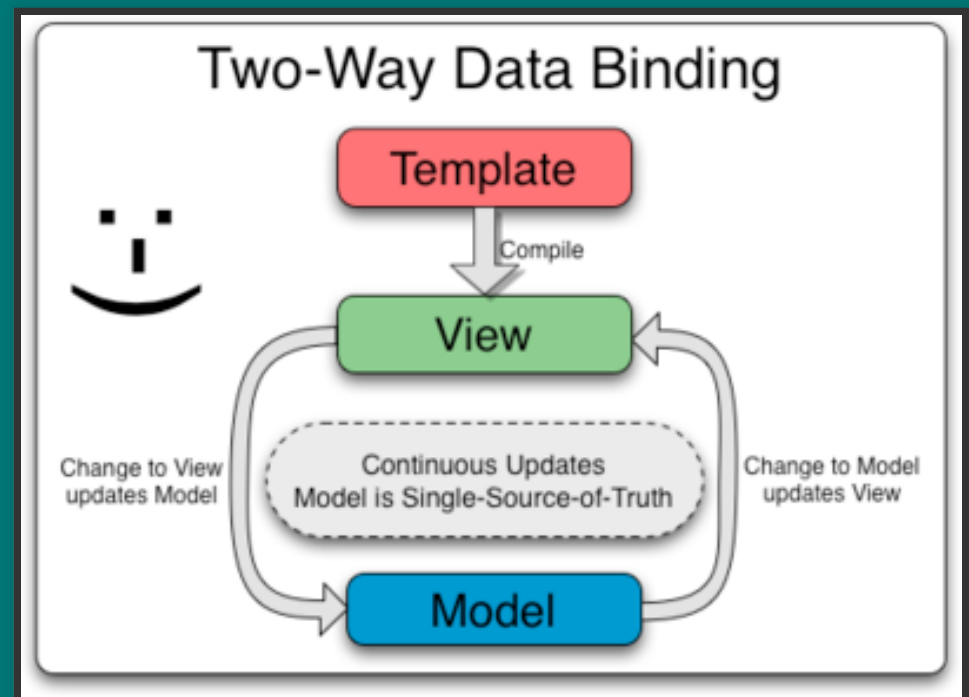 Two-Way Data Binding
Template
Compile
View
Change to View
updates Model
Continuous Updates
Model is Single-Source-of-Truth
Change to Model
updates View
Model